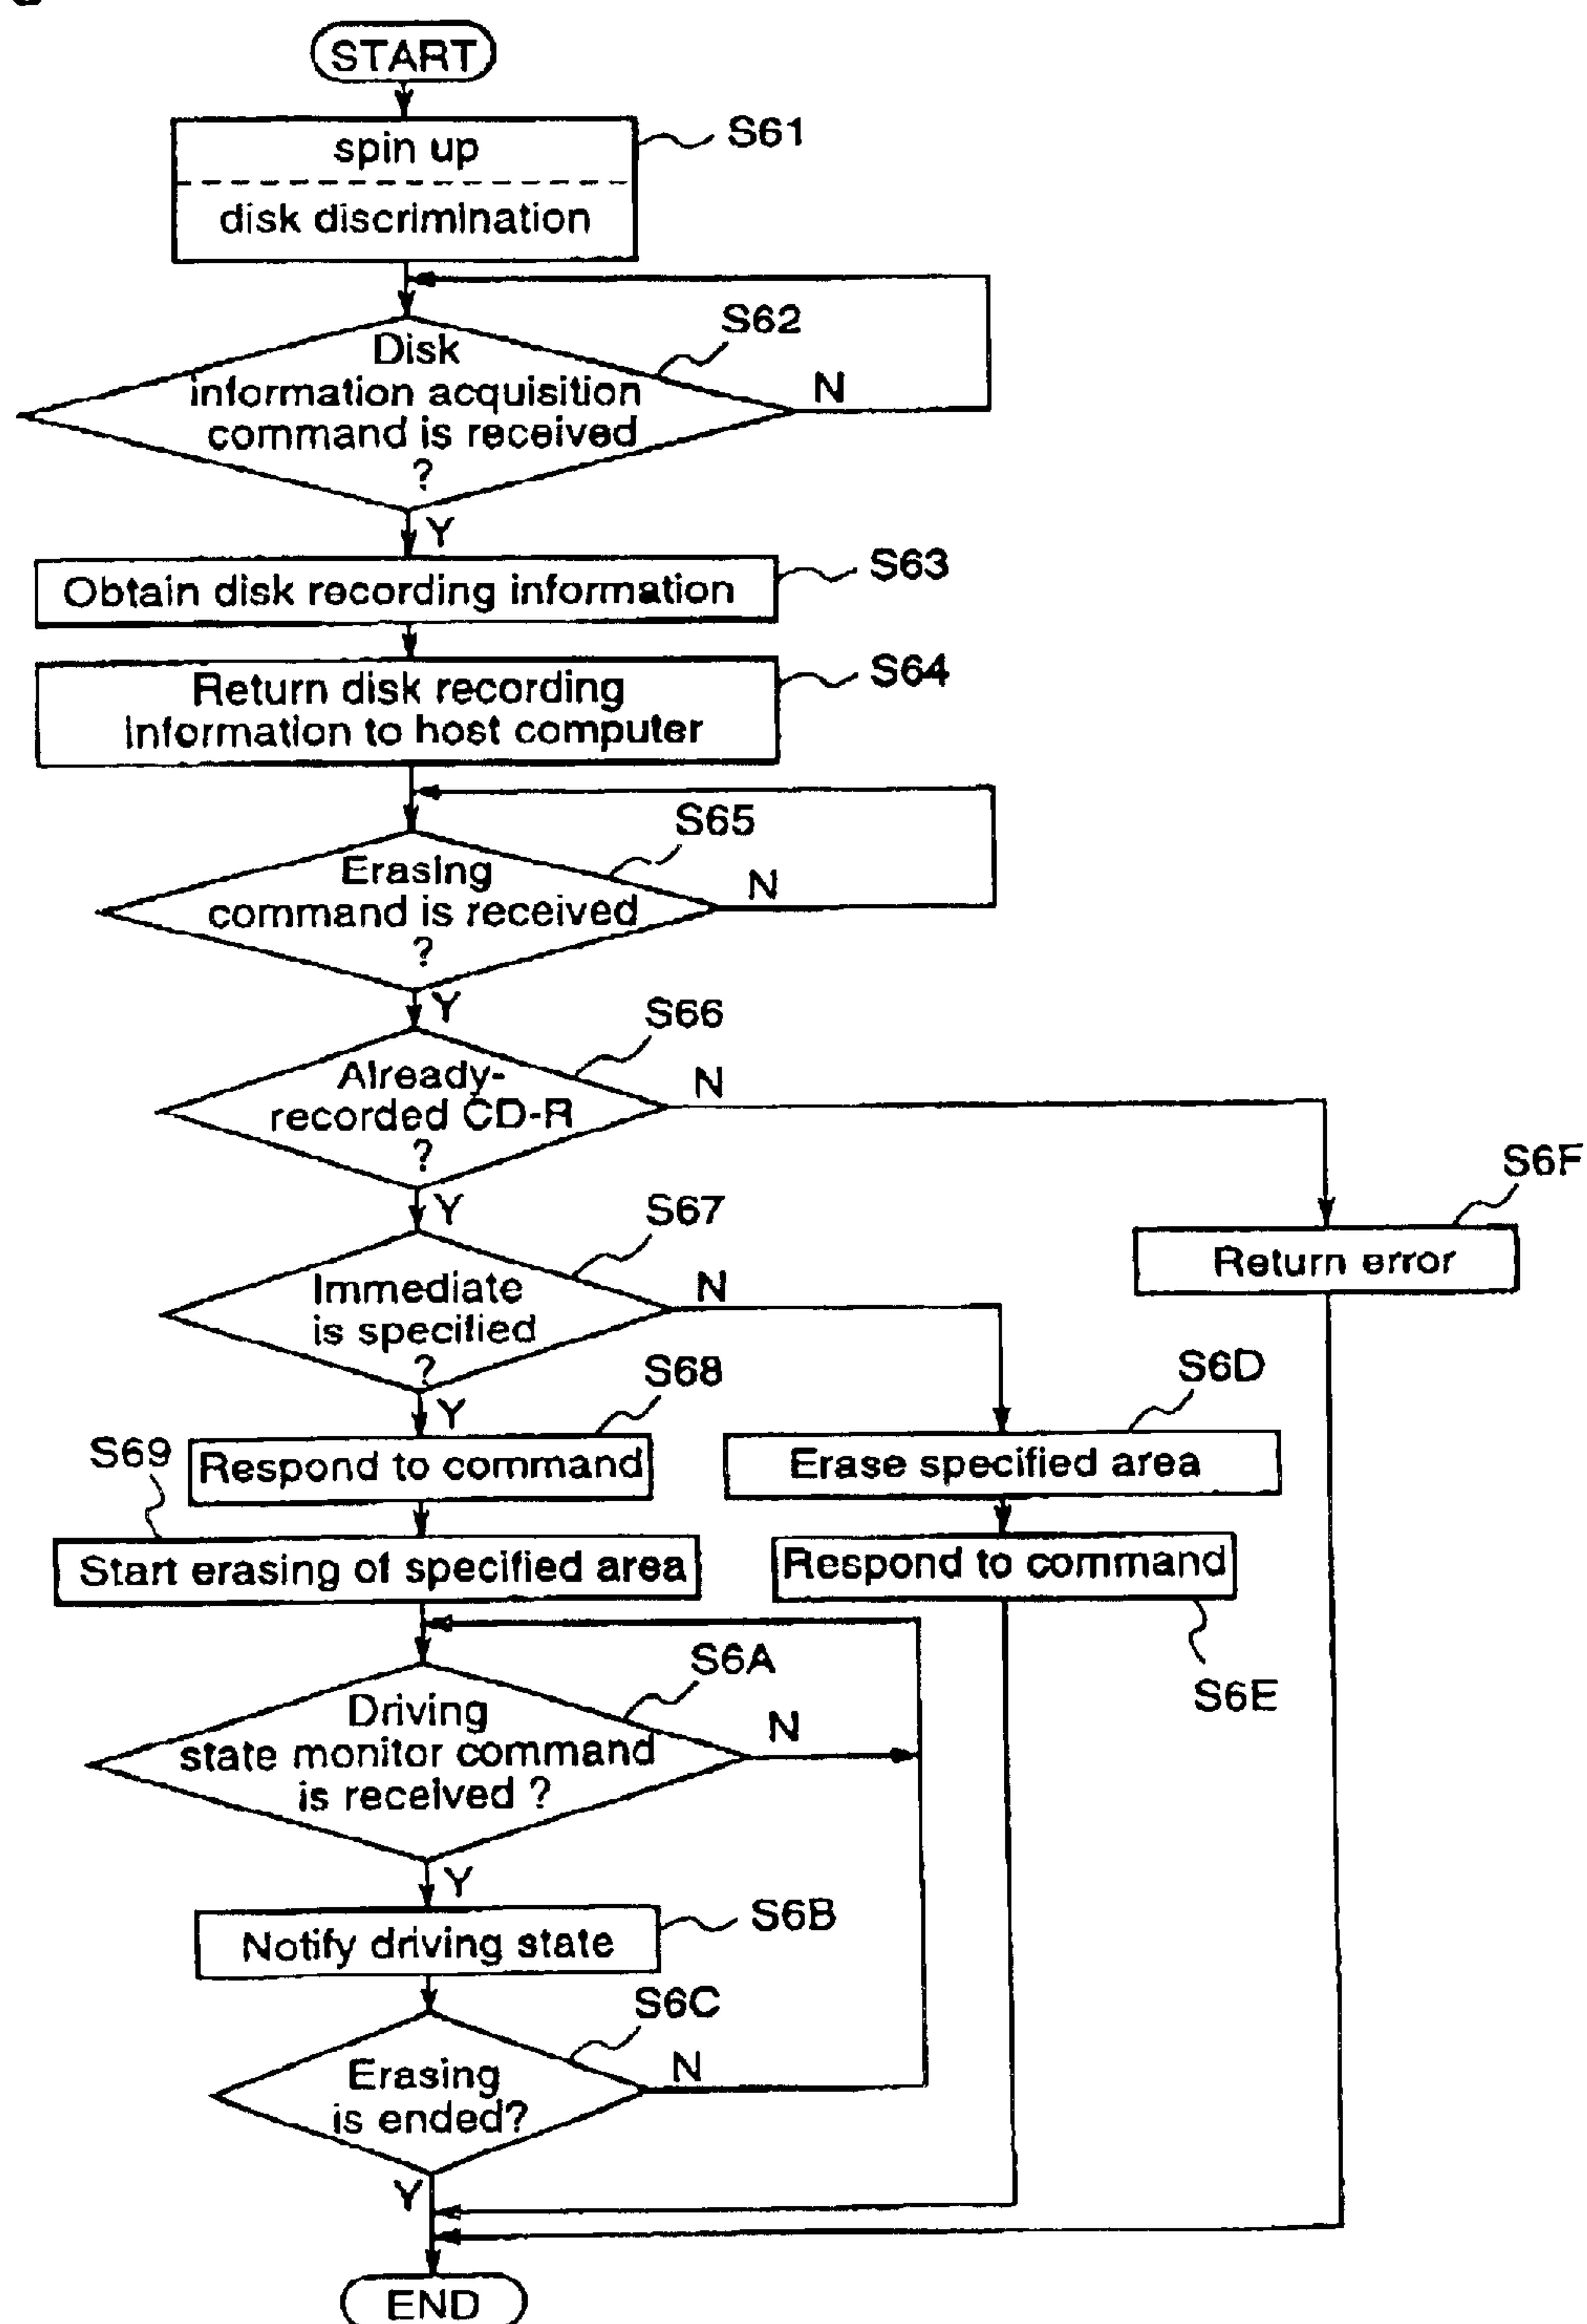 START
spin up
S61
disk discrimination
S62
Disk
information acquisition
command is received
?
N
Y
Obtain disk recording information
S63
Return disk recording
information to host computer
S64
S65
Erasing
command is received
?
N
Y
S66
Already-
recorded CD-R
?
N
Y
S67
Immediate
is specified
?
N
S6F
Return error
Y
S68
Respond to command
S69
Start erasing of specified area
S6D
Erase specified area
Respond to command
S6E
S6A
Driving
state monitor command
is received ?
N
Y
Notify driving state
S6B
S6C
Erasing
is ended?
N
Y
END